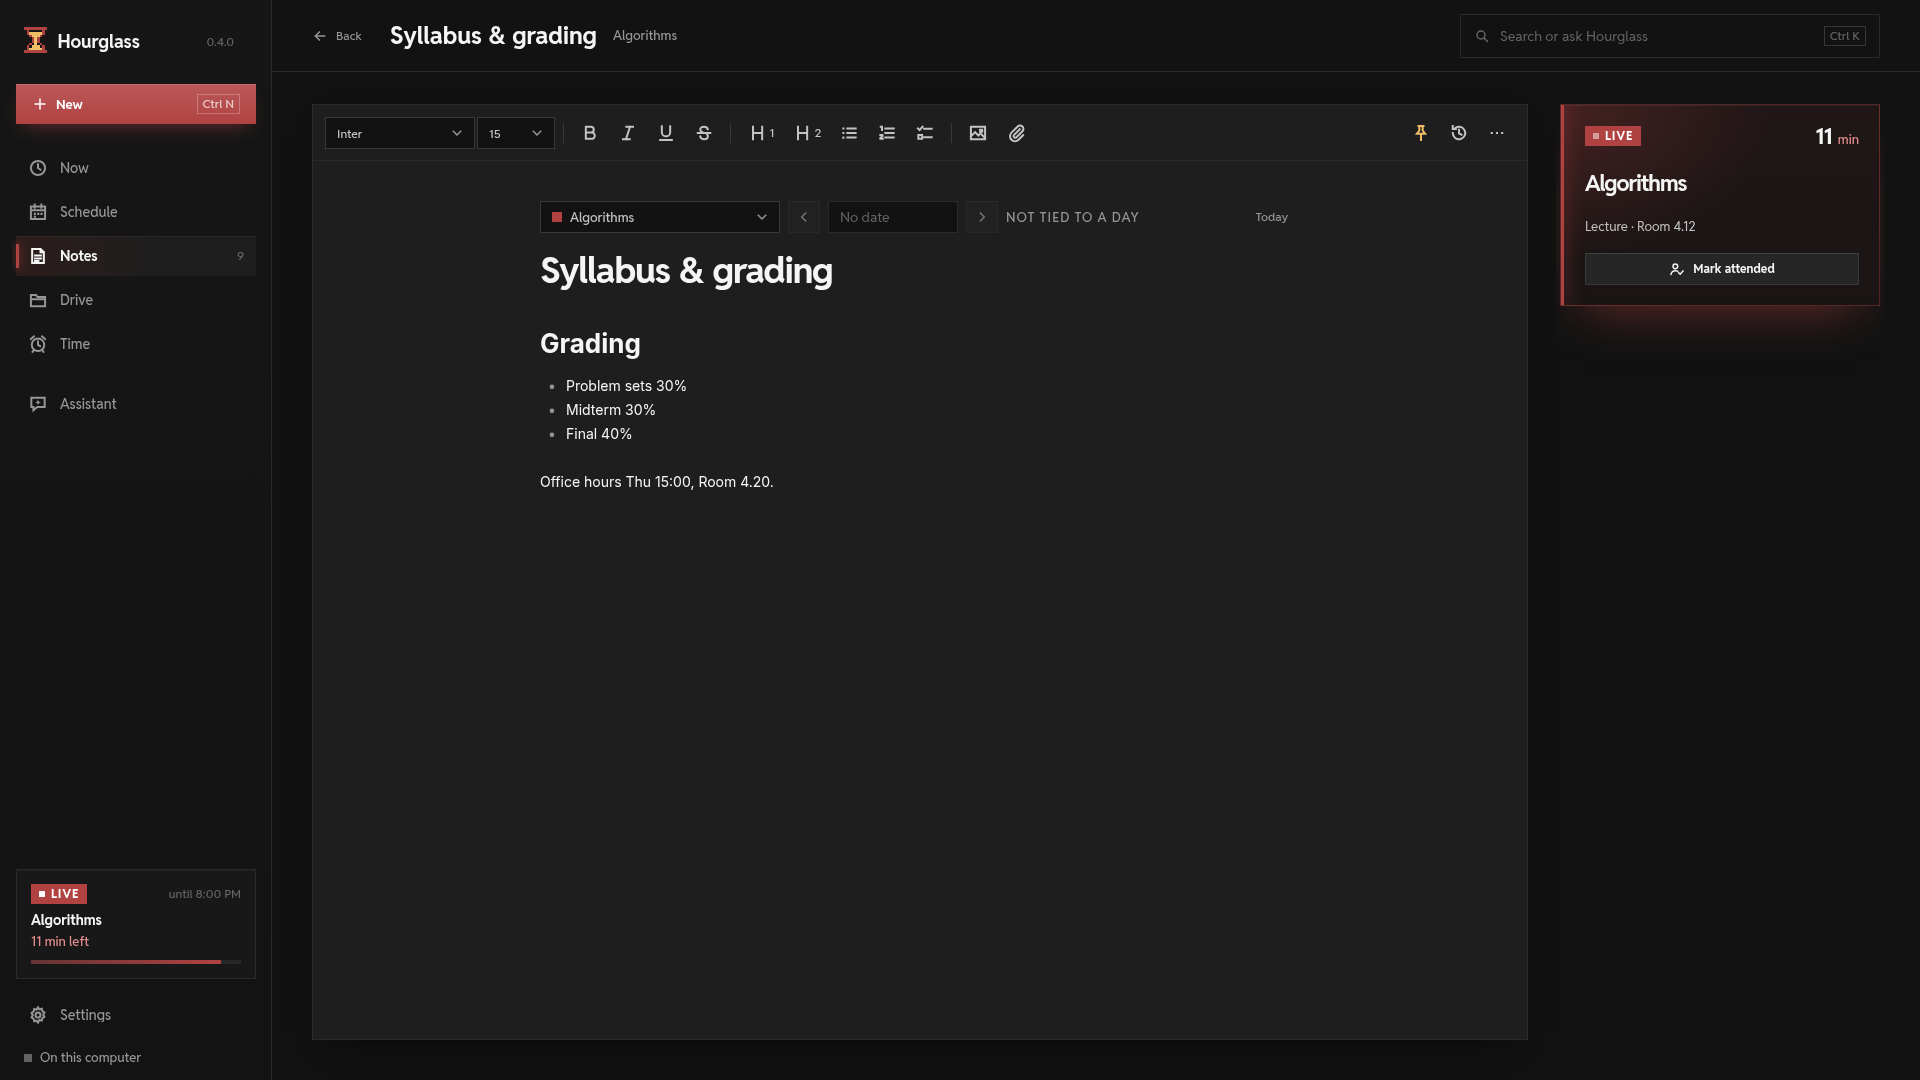 Hourglass 0.4.0
New Ctrl N
Now
Schedule
Notes 9
Drive
Time
Assistant
LIVE until 8:00 PM
Algorithms
11 min left
Settings
On this computer
Back Syllabus & grading Algorithms
Search or ask Hourglass Ctrl K
Inter 15 B I U S H 1 H 2
Algorithms No date NOT TIED TO A DAY Today
Syllabus & grading
Grading
• Problem sets 30%
• Midterm 30%
• Final 40%
Office hours Thu 15:00, Room 4.20.
LIVE 11 min
Algorithms
Lecture · Room 4.12
Mark attended